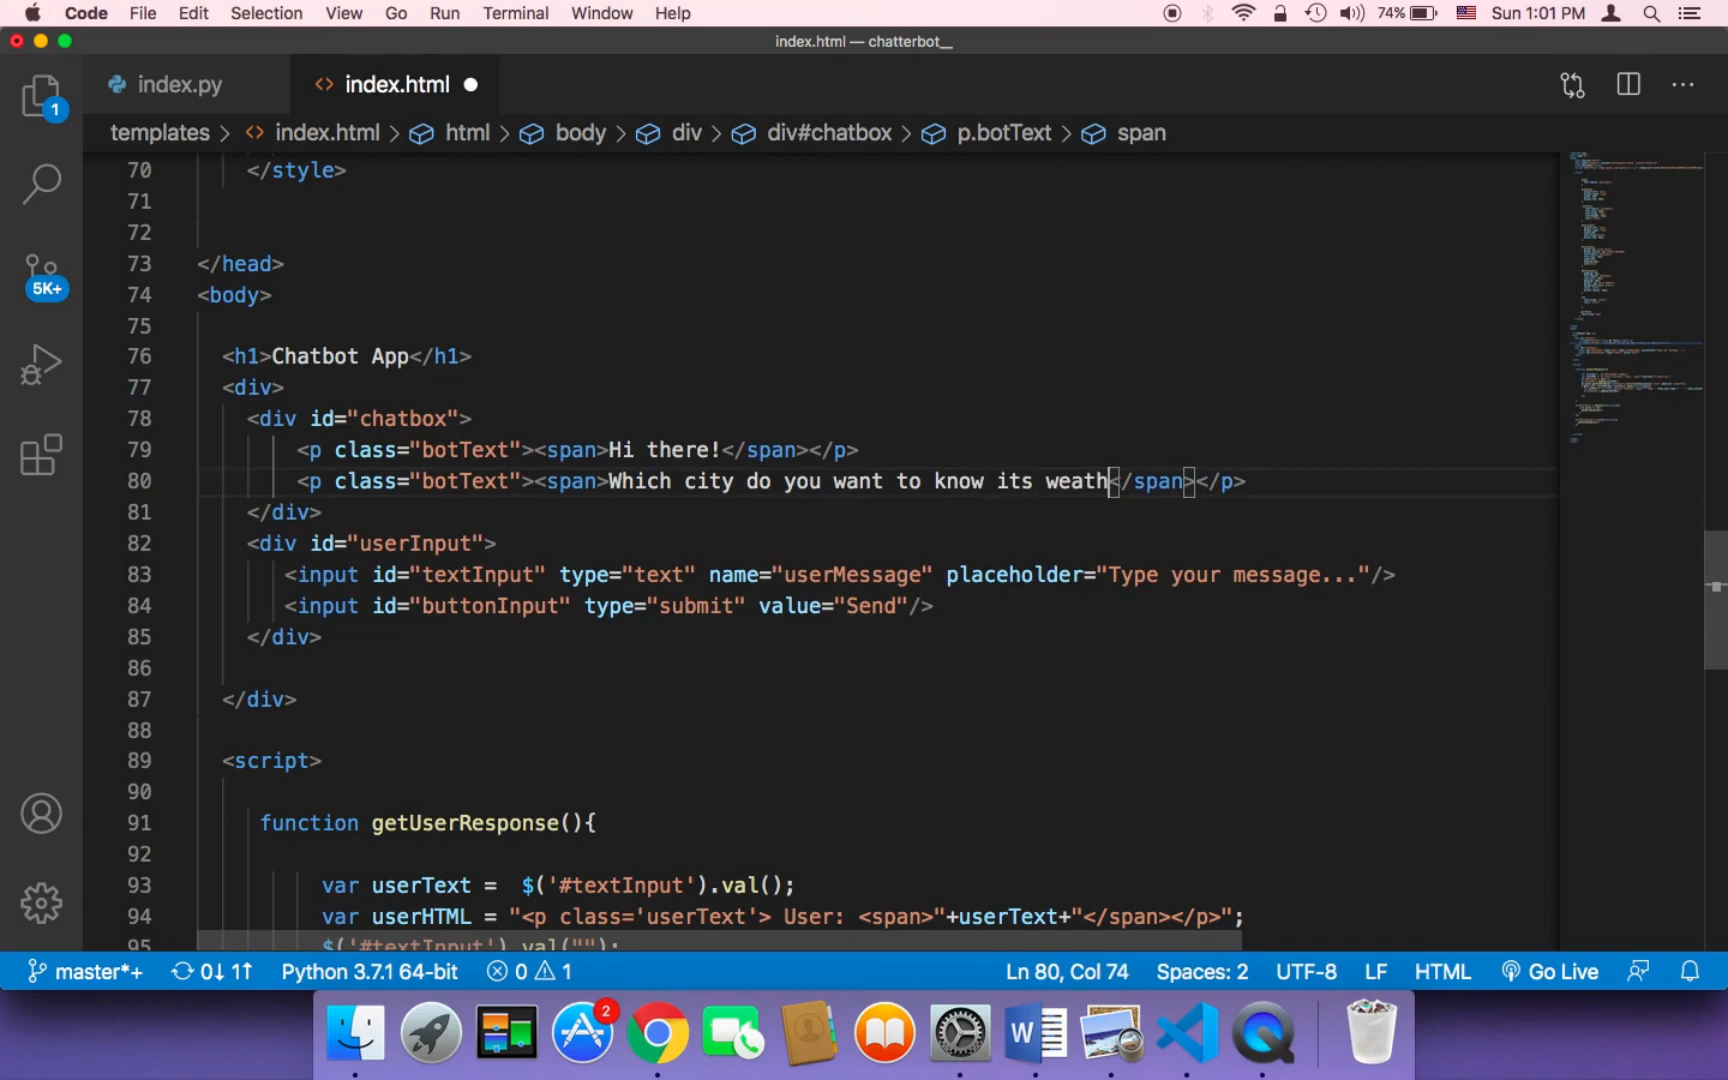 Code File Edit Selection View Go Run Terminal Window Help 74% Sun 1:01 PM
index.html — chatterbot__
index.py index.html
templates > index.html > html > body > div > div#chatbox > p.botText > span
1
5K+
70 </style>
71
72
73 </head>
74 <body>
75
76 <h1>Chatbot App</h1>
77 <div>
78 <div id="chatbox">
79 <p class="botText"><span>Hi there!</span></p>
80 <p class="botText"><span>Which city do you want to know its weath</span></p>
81 </div>
82 <div id="userInput">
83 <input id="textInput" type="text" name="userMessage" placeholder="Type your message..."/>
84 <input id="buttonInput" type="submit" value="Send"/>
85 </div>
86
87 </div>
88
89 <script>
90
91 function getUserResponse(){
92
93 var userText = $('#textInput').val();
94 var userHTML = "<p class='userText'> User: <span>"+userText+"</span></p>";
95 $('#textInput').val("");
master*+ 0↓ 1↑ Python 3.7.1 64-bit 0 1 Ln 80, Col 74 Spaces: 2 UTF-8 LF HTML Go Live
2
W